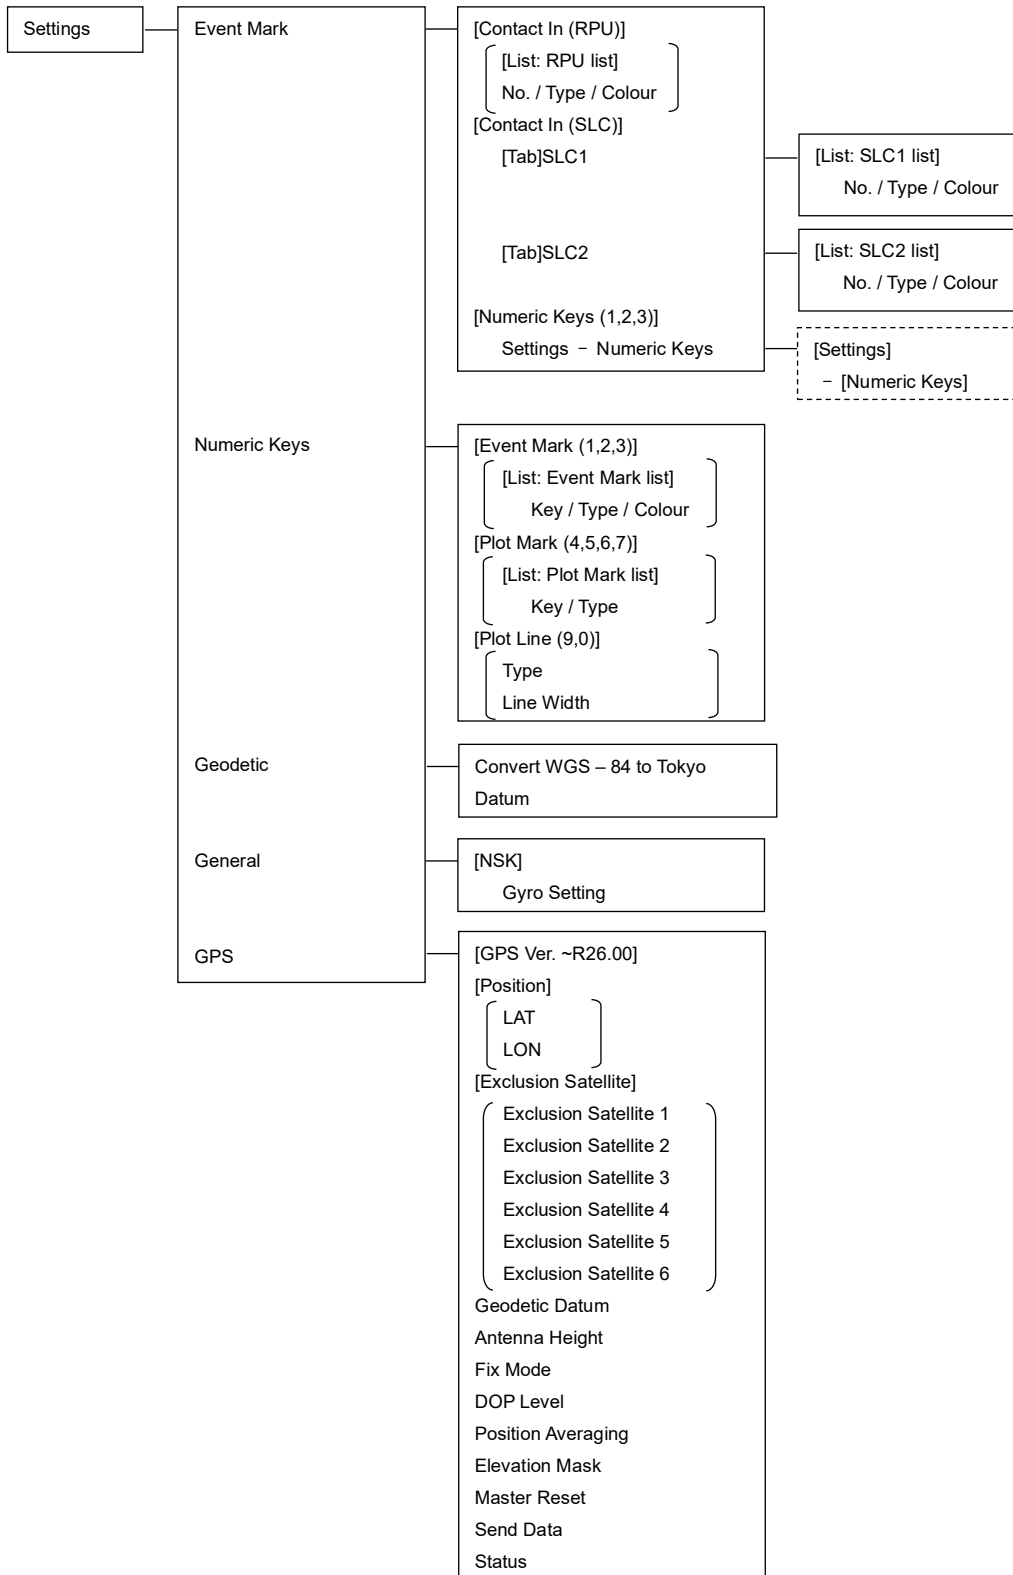 Settings
Event Mark
[Contact In (RPU)]
[List: RPU list]
No. / Type / Colour
[Contact In (SLC)]
[Tab]SLC1
[List: SLC1 list]
No. / Type / Colour
[Tab]SLC2
[List: SLC2 list]
No. / Type / Colour
[Numeric Keys (1,2,3)]
Settings − Numeric Keys
[Settings]
− [Numeric Keys]
Numeric Keys
[Event Mark (1,2,3)]
[List: Event Mark list]
Key / Type / Colour
[Plot Mark (4,5,6,7)]
[List: Plot Mark list]
Key / Type
[Plot Line (9,0)]
Type
Line Width
Geodetic
Convert WGS – 84 to Tokyo
Datum
General
[NSK]
Gyro Setting
GPS
[GPS Ver. ~R26.00]
[Position]
LAT
LON
[Exclusion Satellite]
Exclusion Satellite 1
Exclusion Satellite 2
Exclusion Satellite 3
Exclusion Satellite 4
Exclusion Satellite 5
Exclusion Satellite 6
Geodetic Datum
Antenna Height
Fix Mode
DOP Level
Position Averaging
Elevation Mask
Master Reset
Send Data
Status